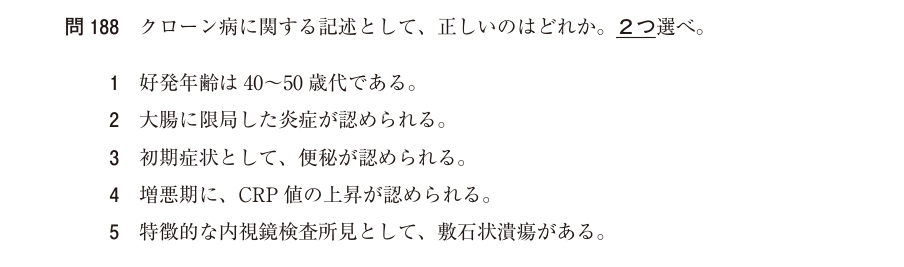 問 188 クローン病に関する記述として、正しいのはどれか。２つ選べ。
1 好発年齢は 40〜50 歳代である。
2 大腸に限局した炎症が認められる。
3 初期症状として、便秘が認められる。
4 増悪期に、CRP 値の上昇が認められる。
5 特徴的な内視鏡検査所見として、敷石状潰瘍がある。